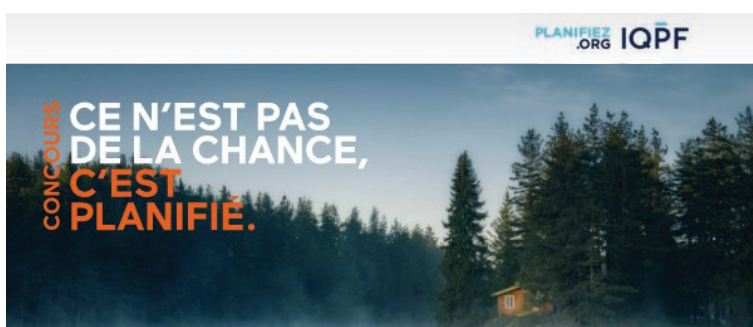 PLANIFIEZ
.ORG IQPF
CONCOURS
CE N'EST PAS
DE LA CHANCE,
C'EST
PLANIFIÉ.